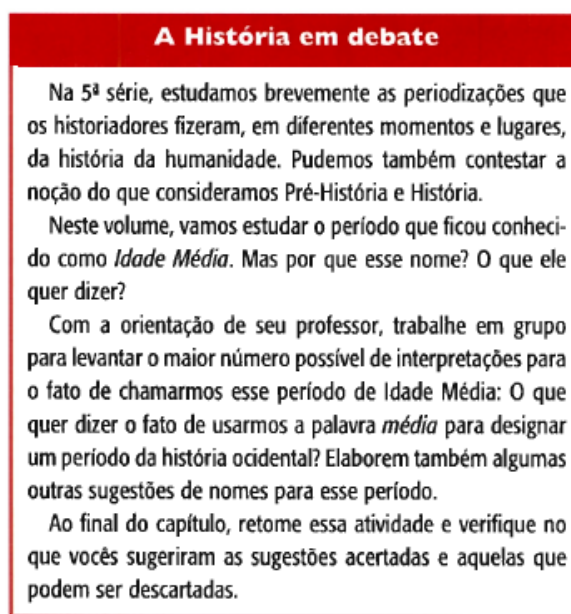 A História em debate
Na 5ª série, estudamos brevemente as periodizações que
os historiadores fizeram, em diferentes momentos e lugares,
da história da humanidade. Pudemos também contestar a
noção do que consideramos Pré-História e História.
Neste volume, vamos estudar o período que ficou conheci-
do como Idade Média. Mas por que esse nome? O que ele
quer dizer?
Com a orientação de seu professor, trabalhe em grupo
para levantar o maior número possível de interpretações para
o fato de chamarmos esse período de Idade Média: O que
quer dizer o fato de usarmos a palavra média para designar
um período da história ocidental? Elaborem também algumas
outras sugestões de nomes para esse período.
Ao final do capítulo, retome essa atividade e verifique no
que vocês sugeriram as sugestões acertadas e aquelas que
podem ser descartadas.